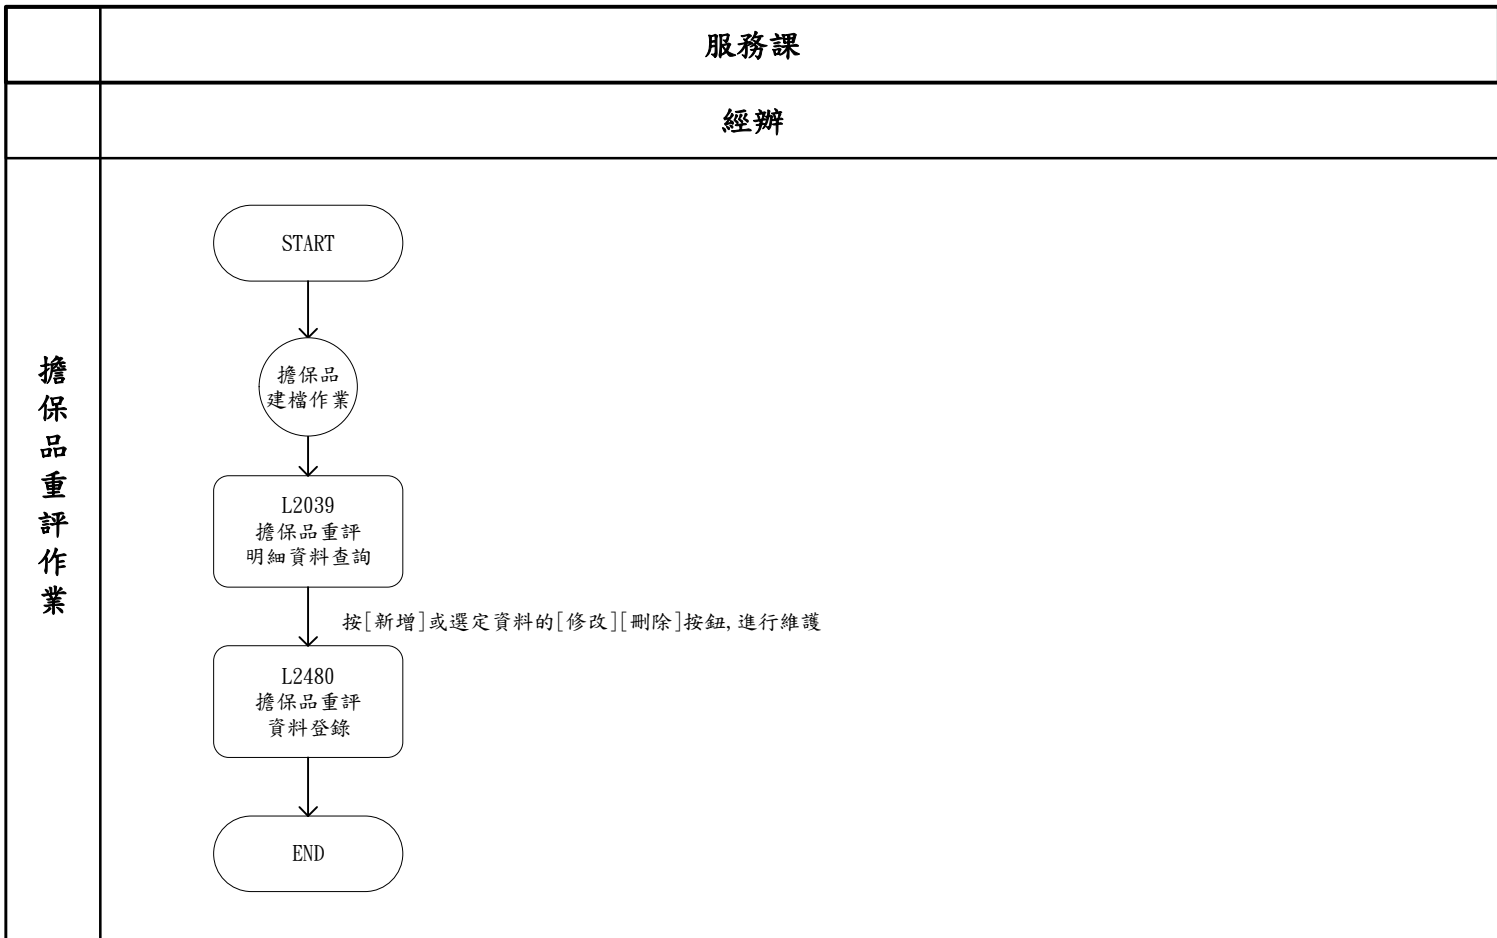 服務課
經辦
擔保品重評作業
START
擔保品
建檔作業
L2039
擔保品重評
明細資料查詢
按[新增]或選定資料的[修改][刪除]按鈕,進行維護
L2480
擔保品重評
資料登錄
END